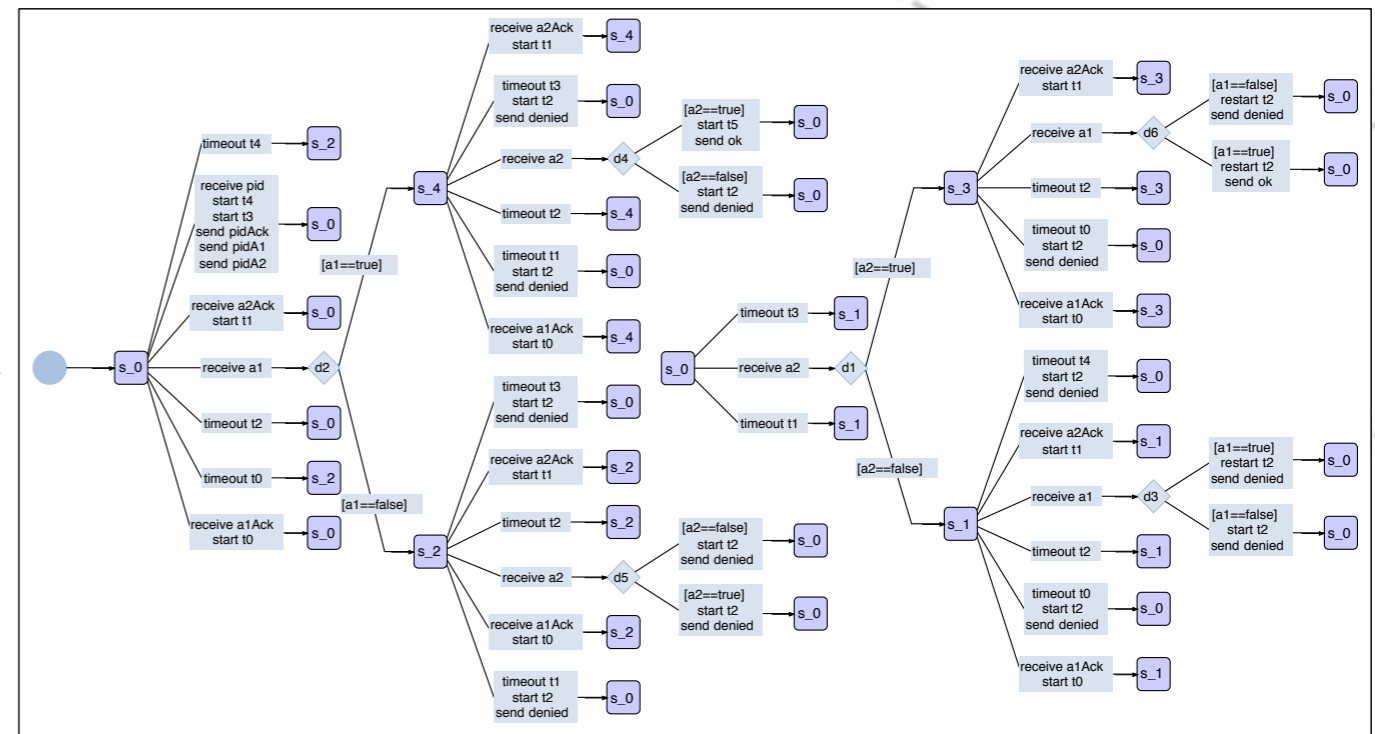 timeout t4
s_2
receive pid
start t4
start t3
send pidAck
send pidA1
send pidA2
s_0
receive a2Ack
start t1
s_0
s_0
receive a1
d2
timeout t2
s_0
timeout t0
s_2
receive a1Ack
start t0
s_0
[a1==true]
[a1==false]
s_4
receive a2Ack
start t1
s_4
timeout t3
start t2
send denied
s_0
receive a2
d4
[a2==true]
start t5
send ok
s_0
[a2==false]
start t2
send denied
s_0
timeout t2
s_4
timeout t1
start t2
send denied
s_0
receive a1Ack
start t0
s_4
s_2
timeout t3
start t2
send denied
s_0
receive a2Ack
start t1
s_2
timeout t2
s_2
receive a2
d5
[a2==false]
start t2
send denied
s_0
[a2==true]
start t2
send denied
s_0
receive a1Ack
start t0
s_2
timeout t1
start t2
send denied
s_0
s_0
timeout t3
s_1
receive a2
d1
timeout t1
s_1
[a2==true]
[a2==false]
s_3
receive a2Ack
start t1
s_3
receive a1
d6
[a1==false]
restart t2
send denied
s_0
[a1==true]
restart t2
send ok
s_0
timeout t2
s_3
timeout t0
start t2
send denied
s_0
receive a1Ack
start t0
s_3
s_1
timeout t4
start t2
send denied
s_0
receive a2Ack
start t1
s_1
receive a1
d3
[a1==true]
restart t2
send denied
s_0
[a1==false]
start t2
send denied
s_0
timeout t2
s_1
timeout t0
start t2
send denied
s_0
receive a1Ack
start t0
s_1